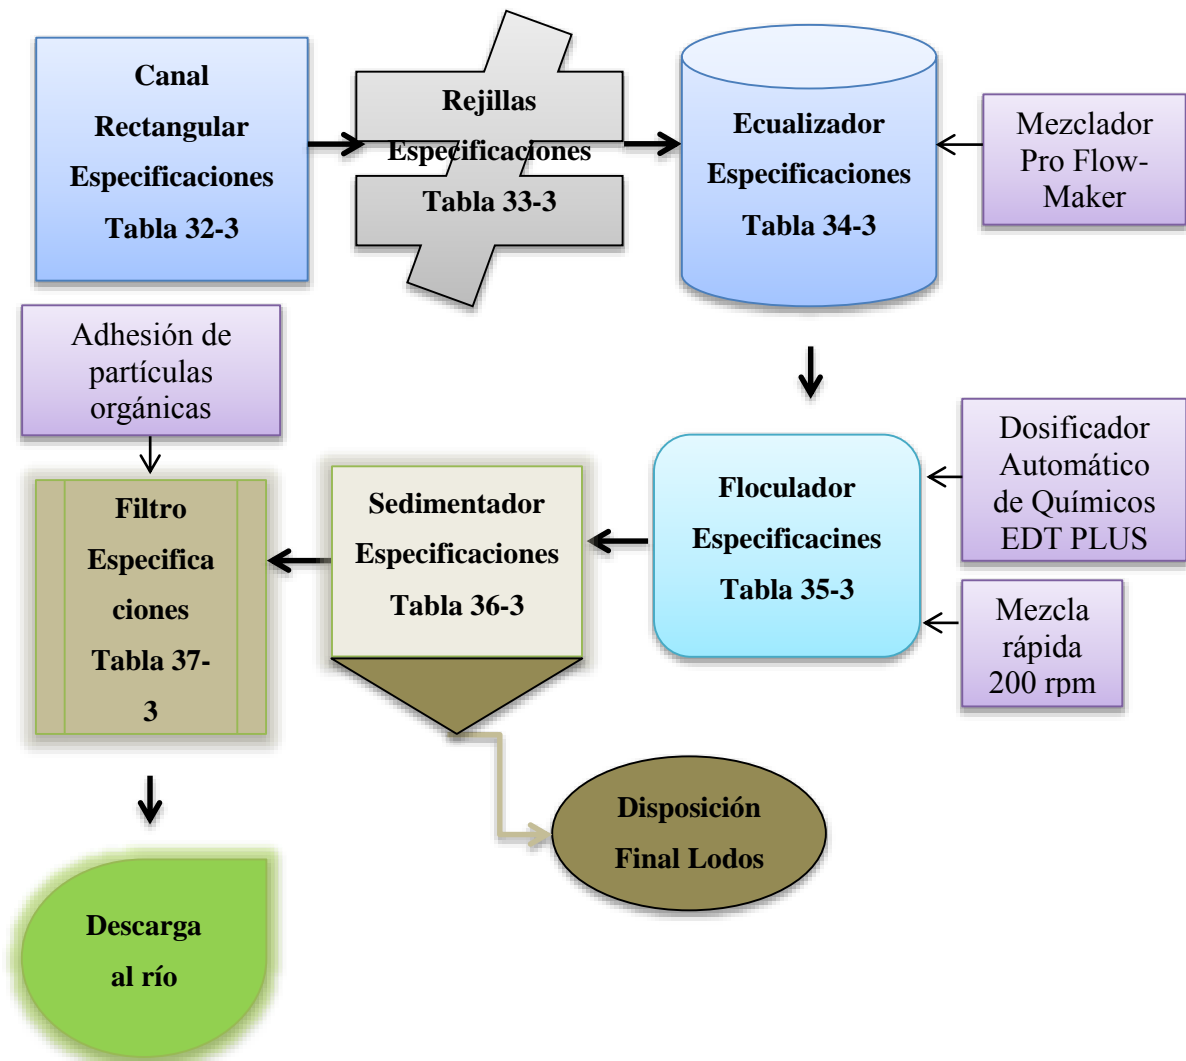 Canal
Rectangular
Especificaciones
Tabla 32-3
Rejillas
Especificaciones
Tabla 33-3
Ecualizador
Especificaciones
Tabla 34-3
Mezclador
Pro Flow-
Maker
Adhesión de
partículas
orgánicas
Filtro
Especifica
ciones
Tabla 37-
3
Sedimentador
Especificaciones
Tabla 36-3
Floculador
Especificacines
Tabla 35-3
Dosificador
Automático
de Químicos
EDT PLUS
Mezcla
rápida
200 rpm
Disposición
Final Lodos
Descarga
al río